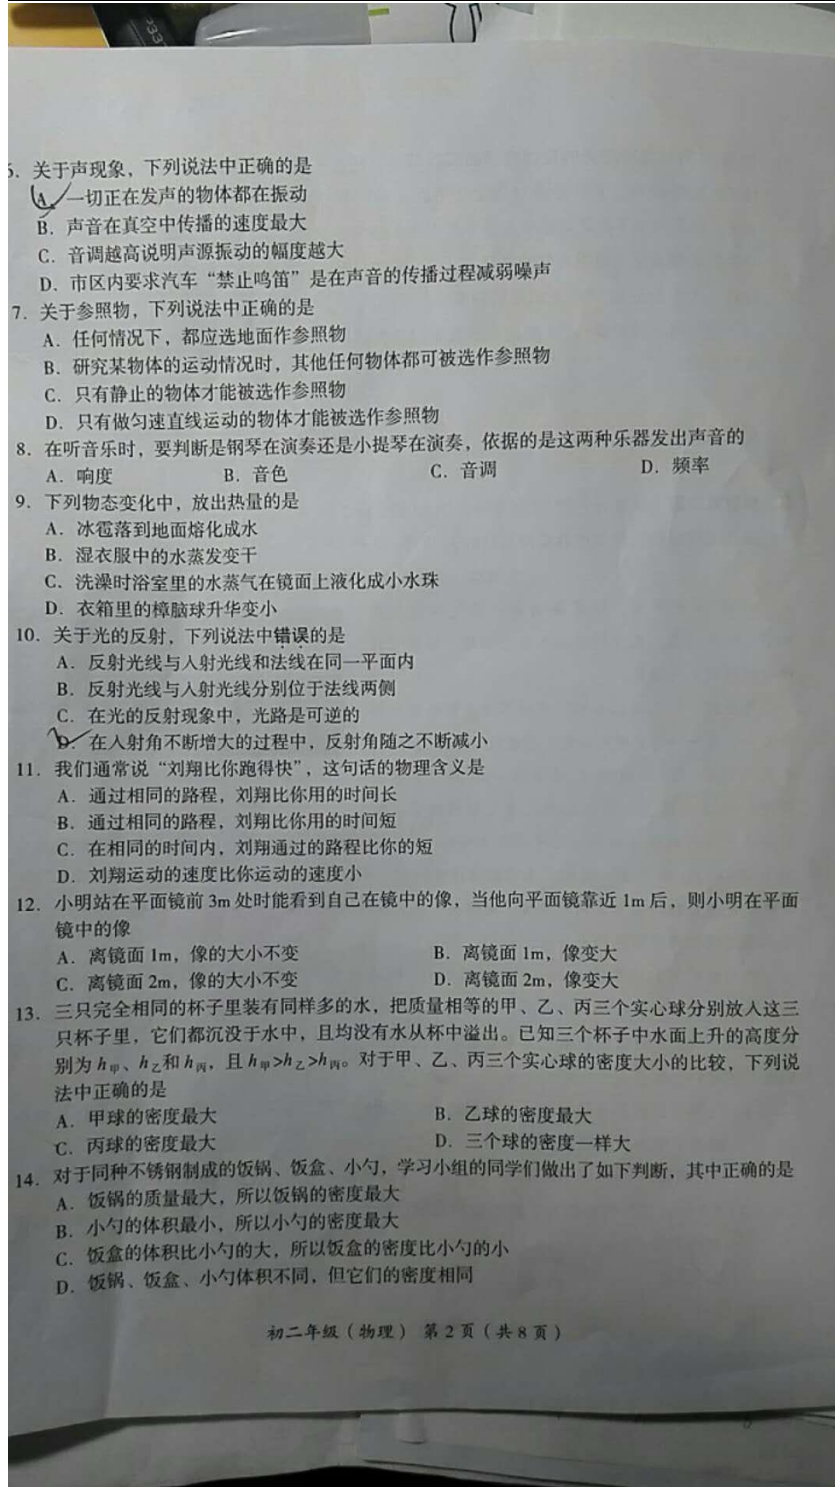 6．关于声现象，下列说法中正确的是
A．一切正在发声的物体都在振动
B．声音在真空中传播的速度最大
C．音调越高说明声源振动的幅度越大
D．市区内要求汽车“禁止鸣笛”是在声音的传播过程减弱噪声
7．关于参照物，下列说法中正确的是
A．任何情况下，都应选地面作参照物
B．研究某物体的运动情况时，其他任何物体都可被选作参照物
C．只有静止的物体才能被选作参照物
D．只有做匀速直线运动的物体才能被选作参照物
8．在听音乐时，要判断是钢琴在演奏还是小提琴在演奏，依据的是这两种乐器发出声音的
A．响度 B．音色 C．音调 D．频率
9．下列物态变化中，放出热量的是
A．冰雹落到地面熔化成水
B．湿衣服中的水蒸发变干
C．洗澡时浴室里的水蒸气在镜面上液化成小水珠
D．衣箱里的樟脑球升华变小
10．关于光的反射，下列说法中错误的是
A．反射光线与入射光线和法线在同一平面内
B．反射光线与入射光线分别位于法线两侧
C．在光的反射现象中，光路是可逆的
D．在入射角不断增大的过程中，反射角随之不断减小
11．我们通常说“刘翔比你跑得快”，这句话的物理含义是
A．通过相同的路程，刘翔比你用的时间长
B．通过相同的路程，刘翔比你用的时间短
C．在相同的时间内，刘翔通过的路程比你的短
D．刘翔运动的速度比你运动的速度小
12．小明站在平面镜前 3m 处时能看到自己在镜中的像，当他向平面镜靠近 1m 后，则小明在平面
镜中的像
A．离镜面 1m，像的大小不变 B．离镜面 1m，像变大
C．离镜面 2m，像的大小不变 D．离镜面 2m，像变大
13．三只完全相同的杯子里装有同样多的水，把质量相等的甲、乙、丙三个实心球分别放入这三
只杯子里，它们都沉没于水中，且均没有水从杯中溢出。已知三个杯子中水面上升的高度分
别为 h甲、h乙和 h丙，且 h甲>h乙>h丙。对于甲、乙、丙三个实心球的密度大小的比较，下列说
法中正确的是
A．甲球的密度最大 B．乙球的密度最大
C．丙球的密度最大 D．三个球的密度一样大
14．对于同种不锈钢制成的饭锅、饭盒、小勺，学习小组的同学们做出了如下判断，其中正确的是
A．饭锅的质量最大，所以饭锅的密度最大
B．小勺的体积最小，所以小勺的密度最大
C．饭盒的体积比小勺的大，所以饭盒的密度比小勺的小
D．饭锅、饭盒、小勺体积不同，但它们的密度相同
初二年级（物理） 第 2 页（共 8 页）